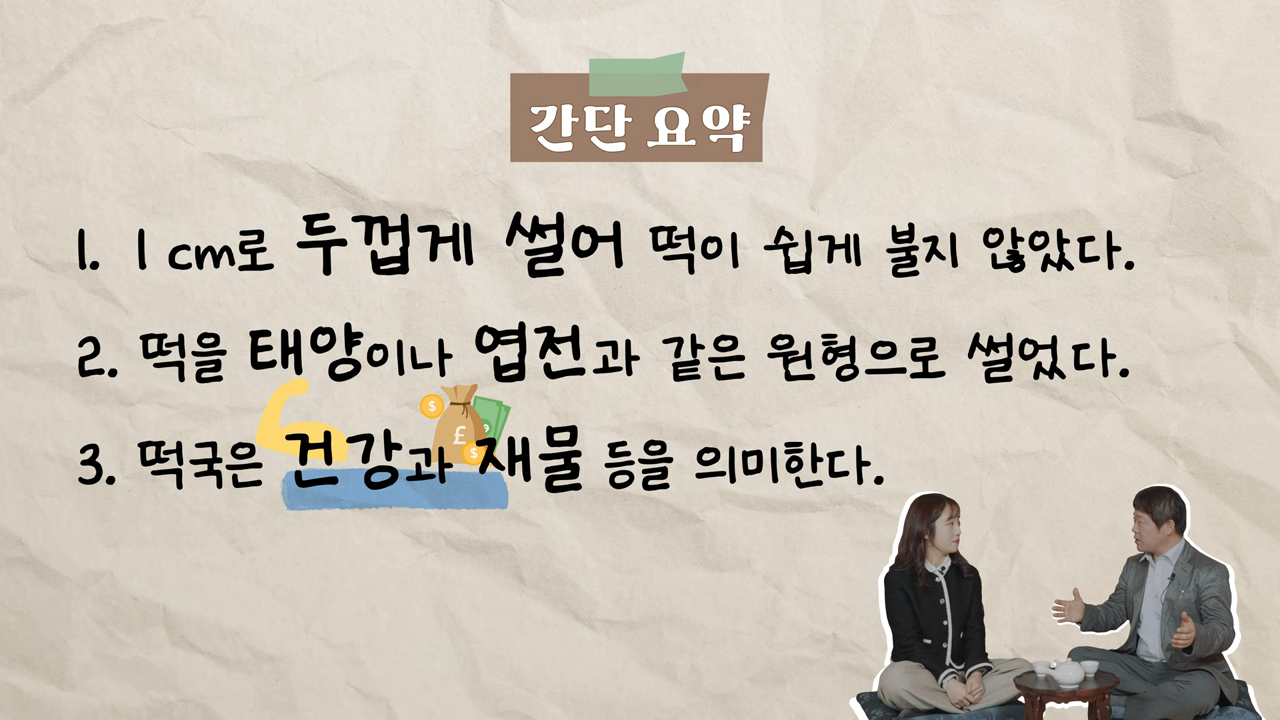 간단 요약
1. 1cm로 두껍게 썰어 떡이 쉽게 불지 않았다.
2. 떡을 태양이나 엽전과 같은 원형으로 썰었다.
3. 떡국은 건강과 재물 등을 의미한다.
$
£
$